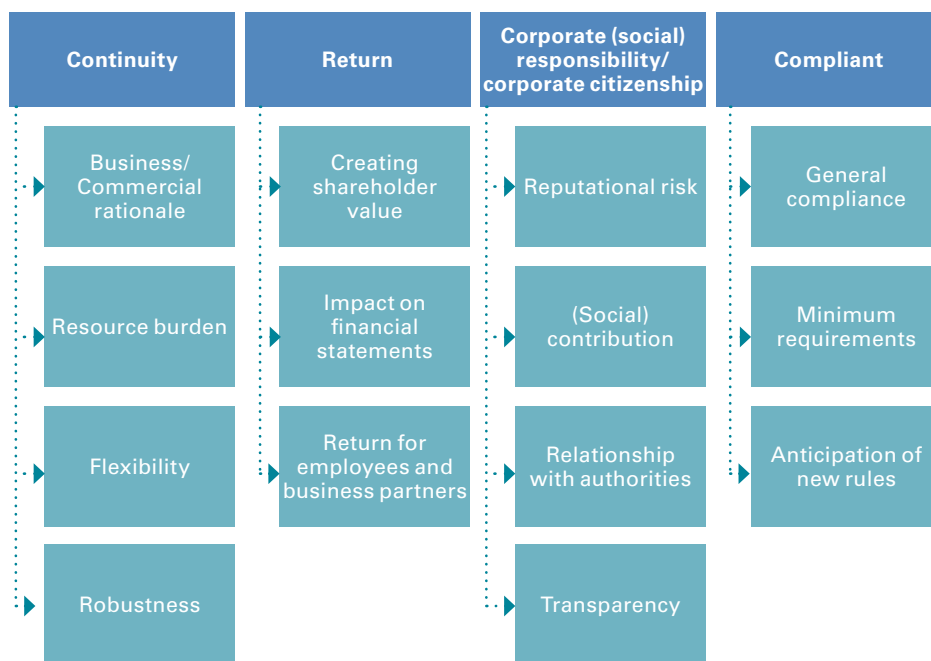 Continuity
Business/
Commercial
rationale
Resource burden
Flexibility
Robustness
Return
Creating
shareholder
value
Impact on
financial
statements
Return for
employees and
business partners
Corporate (social)
responsibility/
corporate citizenship
Reputational risk
(Social)
contribution
Relationship
with authorities
Transparency
Compliant
General
compliance
Minimum
requirements
Anticipation of
new rules